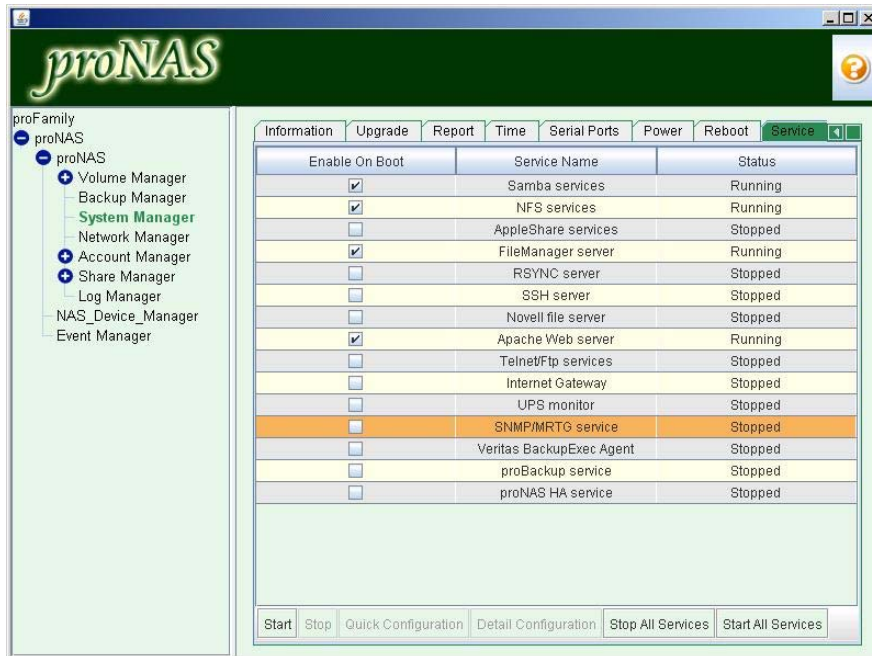 proNAS
proFamily
proNAS
proNAS
Volume Manager
Backup Manager
System Manager
Network Manager
Account Manager
Share Manager
Log Manager
NAS_Device_Manager
Event Manager
Information Upgrade Report Time Serial Ports Power Reboot Service
Enable On Boot Service Name Status
Samba services Running
NFS services Running
AppleShare services Stopped
FileManager server Running
RSYNC server Stopped
SSH server Stopped
Novell file server Stopped
Apache Web server Running
Telnet/Ftp services Stopped
Internet Gateway Stopped
UPS monitor Stopped
SNMP/MRTG service Stopped
Veritas BackupExec Agent Stopped
proBackup service Stopped
proNAS HA service Stopped
Start Stop Quick Configuration Detail Configuration Stop All Services Start All Services